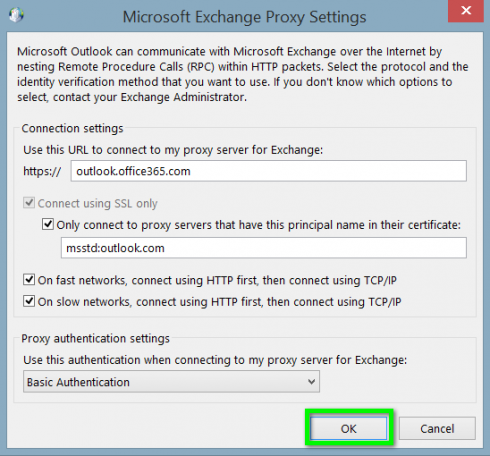 Microsoft Exchange Proxy Settings
Microsoft Outlook can communicate with Microsoft Exchange over the Internet by
nesting Remote Procedure Calls (RPC) within HTTP packets. Select the protocol and the
identity verification method that you want to use. If you don't know which options to
select, contact your Exchange Administrator.
Connection settings
Use this URL to connect to my proxy server for Exchange:
https:// outlook.office365.com
Connect using SSL only
Only connect to proxy servers that have this principal name in their certificate:
msstd:outlook.com
On fast networks, connect using HTTP first, then connect using TCP/IP
On slow networks, connect using HTTP first, then connect using TCP/IP
Proxy authentication settings
Use this authentication when connecting to my proxy server for Exchange:
Basic Authentication
OK Cancel